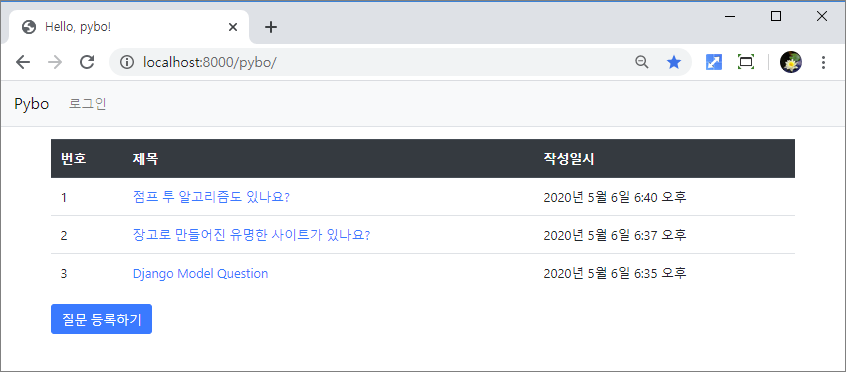 Hello, pybo!
localhost:8000/pybo/
Pybo 로그인
번호 제목 작성일시
1 점프 투 알고리즘도 있나요? 2020년 5월 6일 6:40 오후
2 장고로 만들어진 유명한 사이트가 있나요? 2020년 5월 6일 6:37 오후
3 Django Model Question 2020년 5월 6일 6:35 오후
질문 등록하기